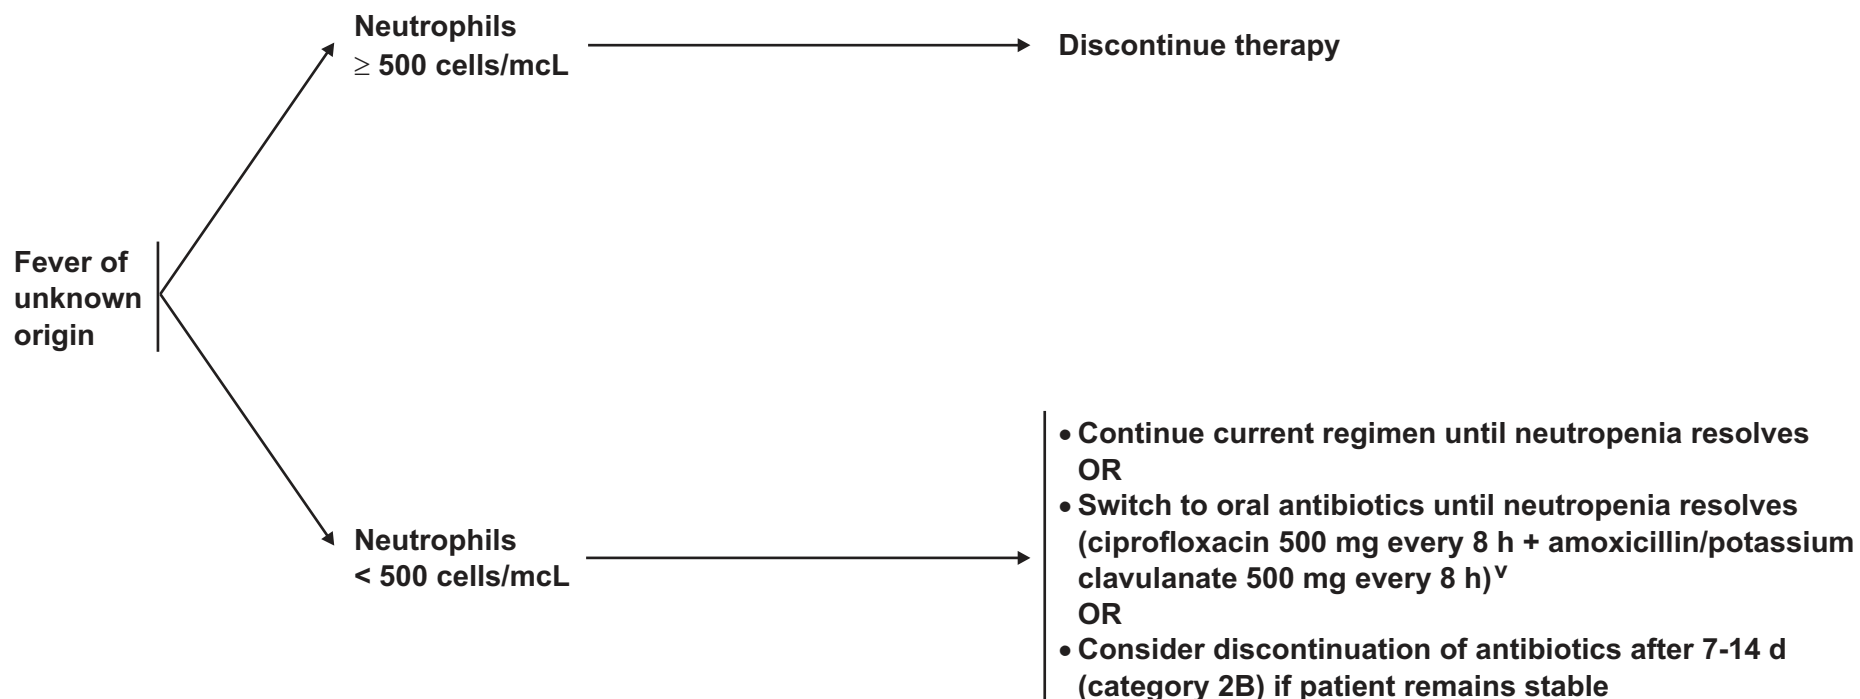 Neutrophils
≥ 500 cells/mcL
Discontinue therapy
Fever of
unknown
origin
Neutrophils
< 500 cells/mcL
• Continue current regimen until neutropenia resolves
OR
• Switch to oral antibiotics until neutropenia resolves
(ciprofloxacin 500 mg every 8 h + amoxicillin/potassium
clavulanate 500 mg every 8 h)ᵛ
OR
• Consider discontinuation of antibiotics after 7-14 d
(category 2B) if patient remains stable